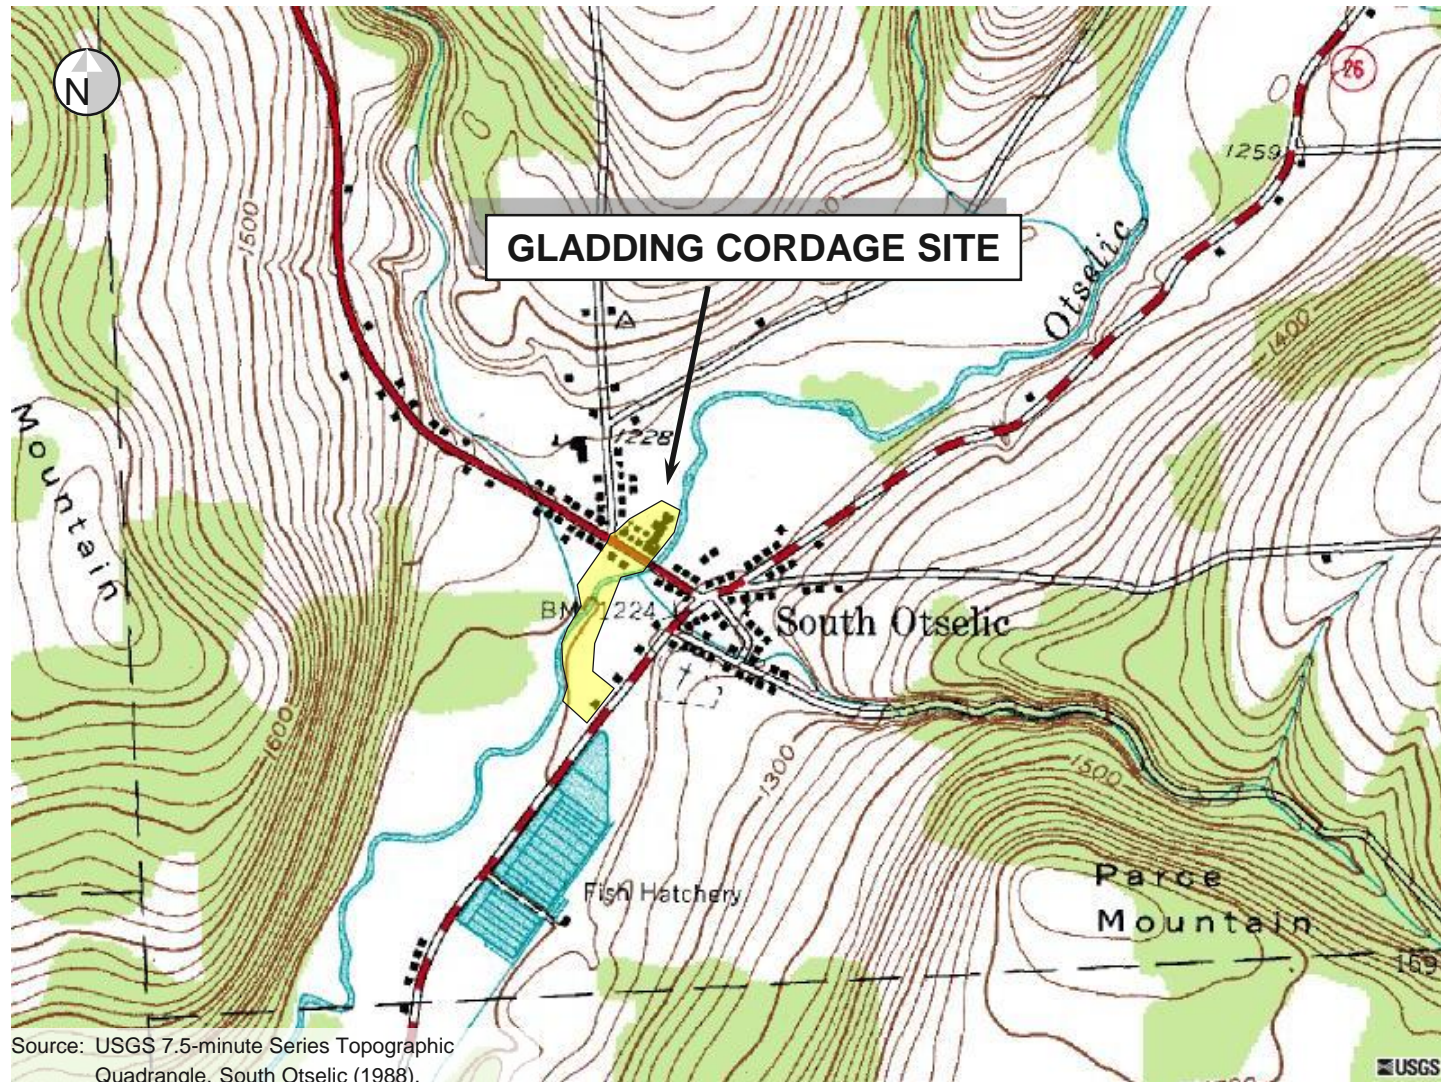 N
26
1259
1500
GLADDING CORDAGE SITE
Otselic
1400
Mountain
1228
BM 1224
South Otselic
1600
1300
1500
Fish Hatchery
Parce
Mountain
169
Source: USGS 7.5-minute Series Topographic
Quadrangle, South Otselic (1988).
USGS